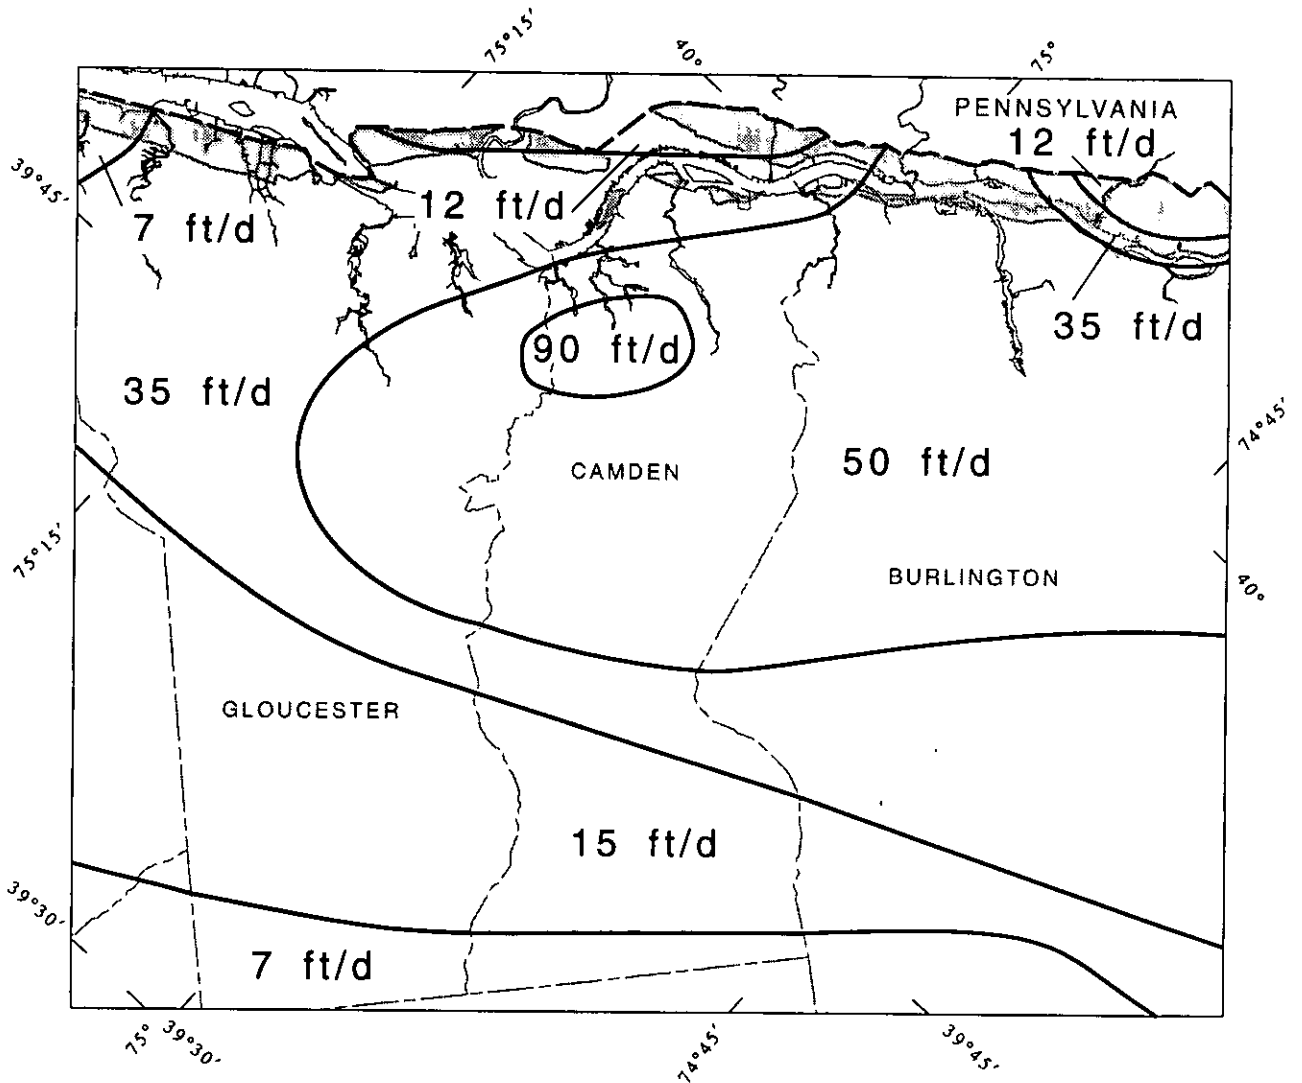 75°15'
40°
75°
PENNSYLVANIA
12 ft/d
39°45'
7 ft/d
12 ft/d
35 ft/d
90 ft/d
35 ft/d
74°45'
CAMDEN
50 ft/d
75°15'
BURLINGTON
40°
GLOUCESTER
15 ft/d
39°30'
7 ft/d
75°
39°30'
74°45'
39°45'